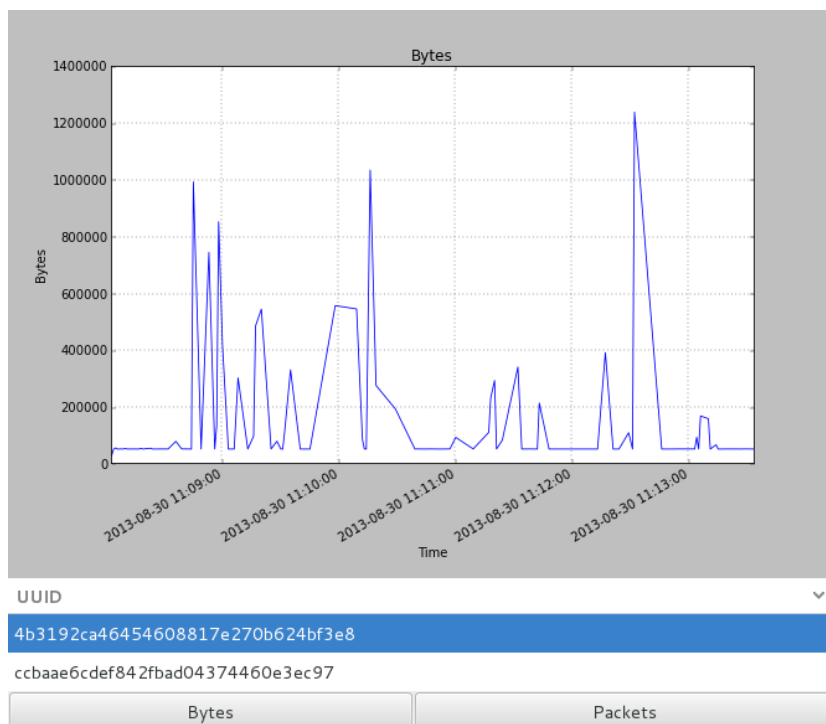 Bytes
1400000
1200000
1000000
800000
600000
400000
200000
0
Bytes
2013-08-30 11:09:00
2013-08-30 11:10:00
2013-08-30 11:11:00
2013-08-30 11:12:00
2013-08-30 11:13:00
Time
UUID
4b3192ca46454608817e270b624bf3e8
ccbaae6cdef842fbad04374460e3ec97
Bytes Packets